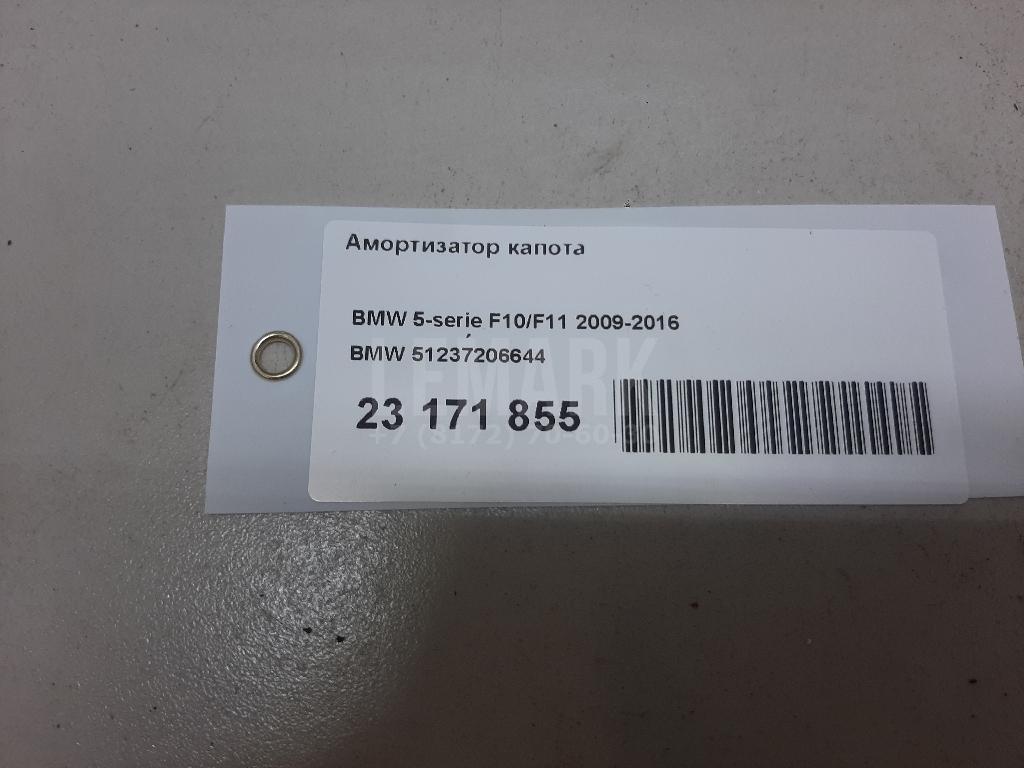 Амортизатор капота
BMW 5-serie F10/F11 2009-2016
BMW 51237206644
LEMARK
23 171 855